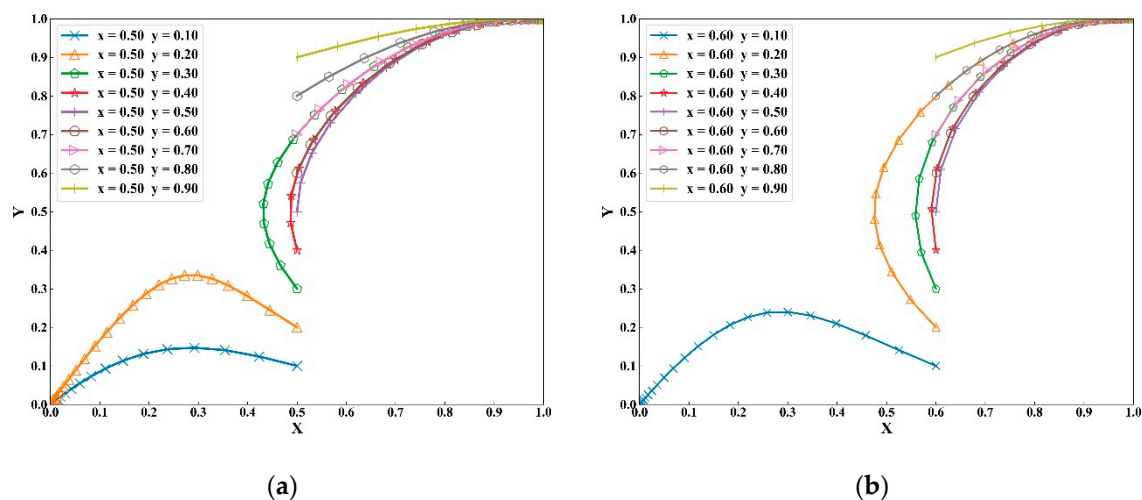 1.0
0.9
0.8
0.7
0.6
0.5
0.4
0.3
0.2
0.1
0.0
Y
x = 0.50 y = 0.10
x = 0.50 y = 0.20
x = 0.50 y = 0.30
x = 0.50 y = 0.40
x = 0.50 y = 0.50
x = 0.50 y = 0.60
x = 0.50 y = 0.70
x = 0.50 y = 0.80
x = 0.50 y = 0.90
0.0 0.1 0.2 0.3 0.4 0.5 0.6 0.7 0.8 0.9 1.0
X
(a)
1.0
0.9
0.8
0.7
0.6
0.5
0.4
0.3
0.2
0.1
0.0
Y
x = 0.60 y = 0.10
x = 0.60 y = 0.20
x = 0.60 y = 0.30
x = 0.60 y = 0.40
x = 0.60 y = 0.50
x = 0.60 y = 0.60
x = 0.60 y = 0.70
x = 0.60 y = 0.80
x = 0.60 y = 0.90
0.0 0.1 0.2 0.3 0.4 0.5 0.6 0.7 0.8 0.9 1.0
X
(b)